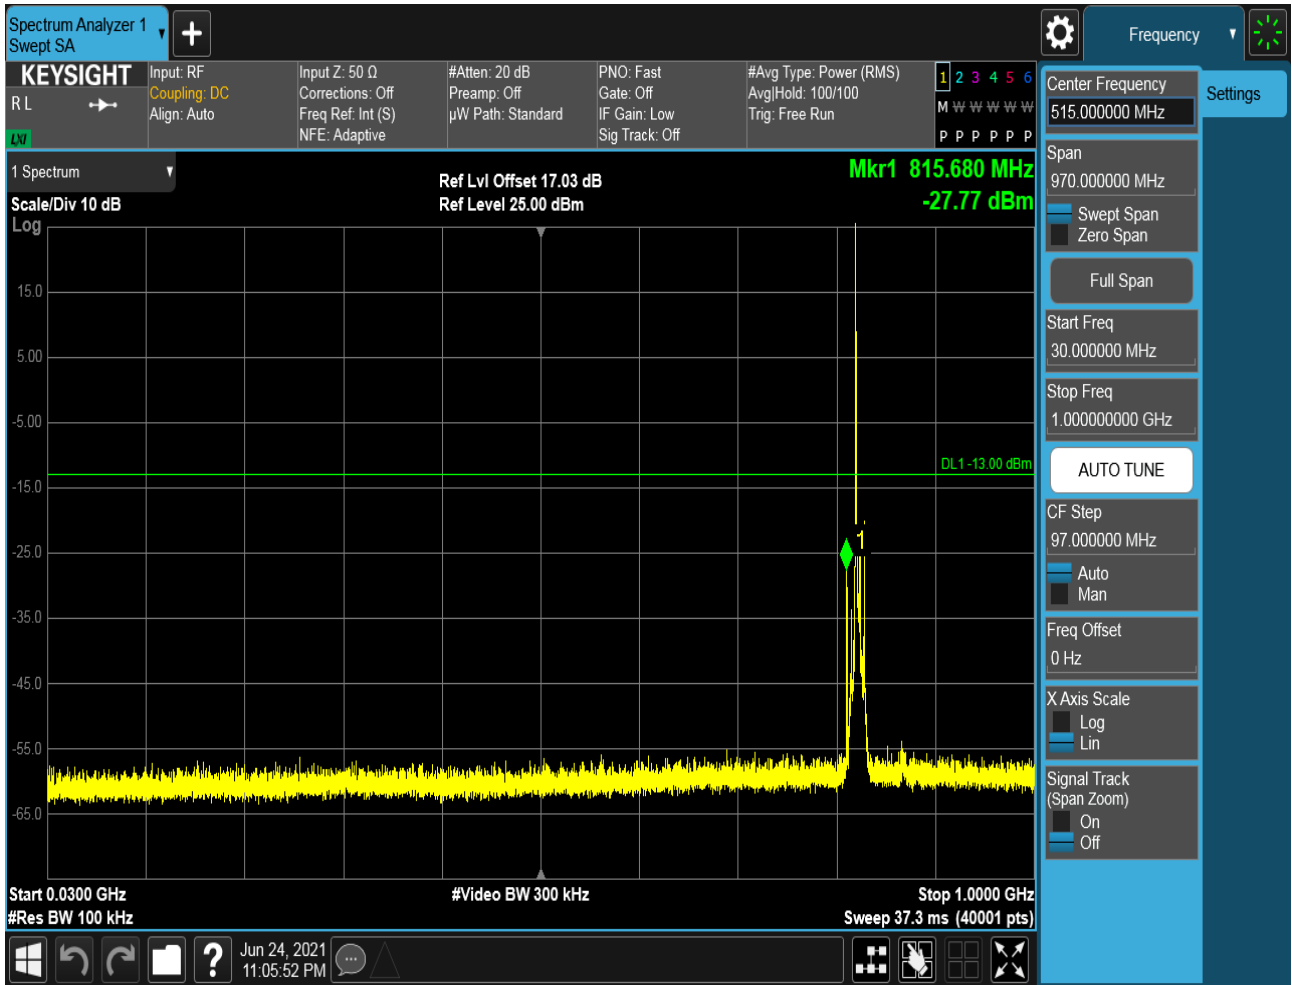 Spectrum Analyzer 1
Swept SA
Frequency
KEYSIGHT
R L
LXI
Input: RF
Coupling: DC
Align: Auto
Input Z: 50 Ω
Corrections: Off
Freq Ref: Int (S)
NFE: Adaptive
#Atten: 20 dB
Preamp: Off
µW Path: Standard
PNO: Fast
Gate: Off
IF Gain: Low
Sig Track: Off
#Avg Type: Power (RMS)
Avg|Hold: 100/100
Trig: Free Run
1 2 3 4 5 6
M W W W W W
P P P P P P
1 Spectrum
Scale/Div 10 dB
Log
Ref Lvl Offset 17.03 dB
Ref Level 25.00 dBm
Mkr1 815.680 MHz
-27.77 dBm
15.0
5.00
-5.00
DL1 -13.00 dBm
-15.0
-25.0
-35.0
-45.0
-55.0
-65.0
1
Start 0.0300 GHz
#Video BW 300 kHz
Stop 1.0000 GHz
#Res BW 100 kHz
Sweep 37.3 ms (40001 pts)
Center Frequency
515.000000 MHz
Settings
Span
970.000000 MHz
Swept Span
Zero Span
Full Span
Start Freq
30.000000 MHz
Stop Freq
1.000000000 GHz
AUTO TUNE
CF Step
97.000000 MHz
Auto
Man
Freq Offset
0 Hz
X Axis Scale
Log
Lin
Signal Track
(Span Zoom)
On
Off
?
Jun 24, 2021
11:05:52 PM